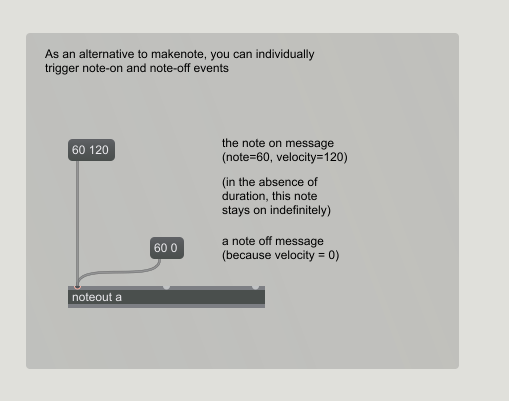 As an alternative to makenote, you can individually
trigger note-on and note-off events
60 120
the note on message
(note=60, velocity=120)
(in the absence of
duration, this note
stays on indefinitely)
60 0
a note off message
(because velocity = 0)
noteout a